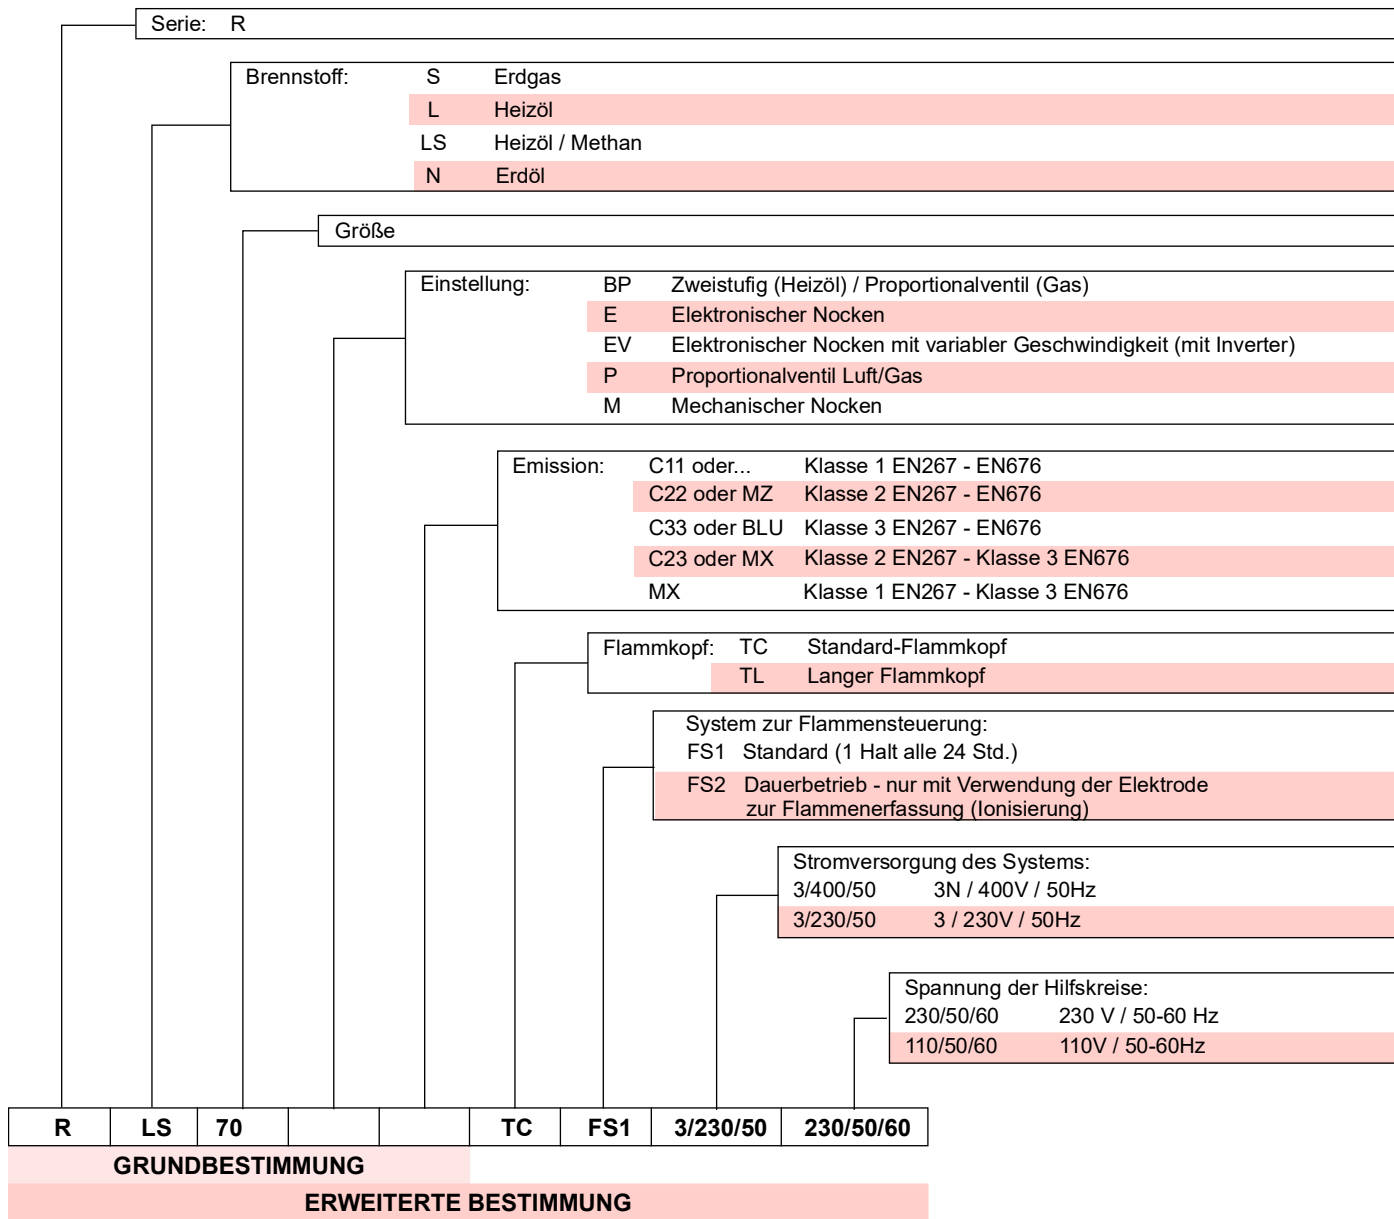 Serie: R
Brennstoff: S Erdgas
L Heizöl
LS Heizöl / Methan
N Erdöl
Größe
Einstellung: BP Zweistufig (Heizöl) / Proportionalventil (Gas)
E Elektronischer Nocken
EV Elektronischer Nocken mit variabler Geschwindigkeit (mit Inverter)
P Proportionalventil Luft/Gas
M Mechanischer Nocken
Emission: C11 oder... Klasse 1 EN267 - EN676
C22 oder MZ Klasse 2 EN267 - EN676
C33 oder BLU Klasse 3 EN267 - EN676
C23 oder MX Klasse 2 EN267 - Klasse 3 EN676
MX Klasse 1 EN267 - Klasse 3 EN676
Flammkopf: TC Standard-Flammkopf
TL Langer Flammkopf
System zur Flammensteuerung:
FS1 Standard (1 Halt alle 24 Std.)
FS2 Dauerbetrieb - nur mit Verwendung der Elektrode
zur Flammenerfassung (Ionisierung)
Stromversorgung des Systems:
3/400/50 3N / 400V / 50Hz
3/230/50 3 / 230V / 50Hz
Spannung der Hilfskreise:
230/50/60 230 V / 50-60 Hz
110/50/60 110V / 50-60Hz
R LS 70 TC FS1 3/230/50 230/50/60
GRUNDBESTIMMUNG
ERWEITERTE BESTIMMUNG